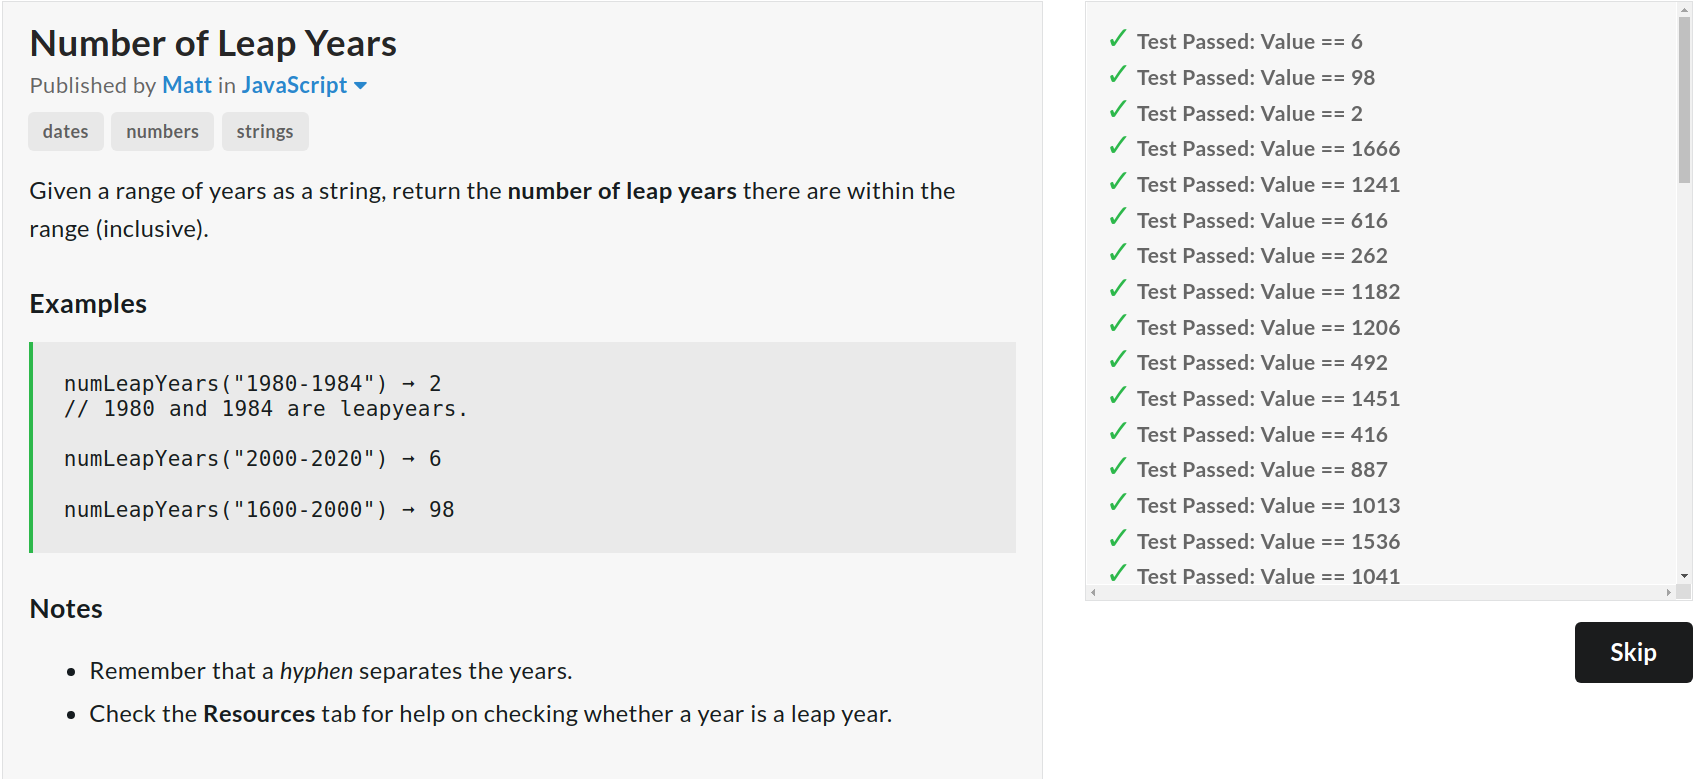 Number of Leap Years
Published by Matt in JavaScript
dates numbers strings
Given a range of years as a string, return the number of leap years there are within the
range (inclusive).
Examples
numLeapYears("1980-1984") → 2
// 1980 and 1984 are leapyears.
numLeapYears("2000-2020") → 6
numLeapYears("1600-2000") → 98
Notes
• Remember that a hyphen separates the years.
• Check the Resources tab for help on checking whether a year is a leap year.
✓ Test Passed: Value == 6
✓ Test Passed: Value == 98
✓ Test Passed: Value == 2
✓ Test Passed: Value == 1666
✓ Test Passed: Value == 1241
✓ Test Passed: Value == 616
✓ Test Passed: Value == 262
✓ Test Passed: Value == 1182
✓ Test Passed: Value == 1206
✓ Test Passed: Value == 492
✓ Test Passed: Value == 1451
✓ Test Passed: Value == 416
✓ Test Passed: Value == 887
✓ Test Passed: Value == 1013
✓ Test Passed: Value == 1536
✓ Test Passed: Value == 1041
Skip